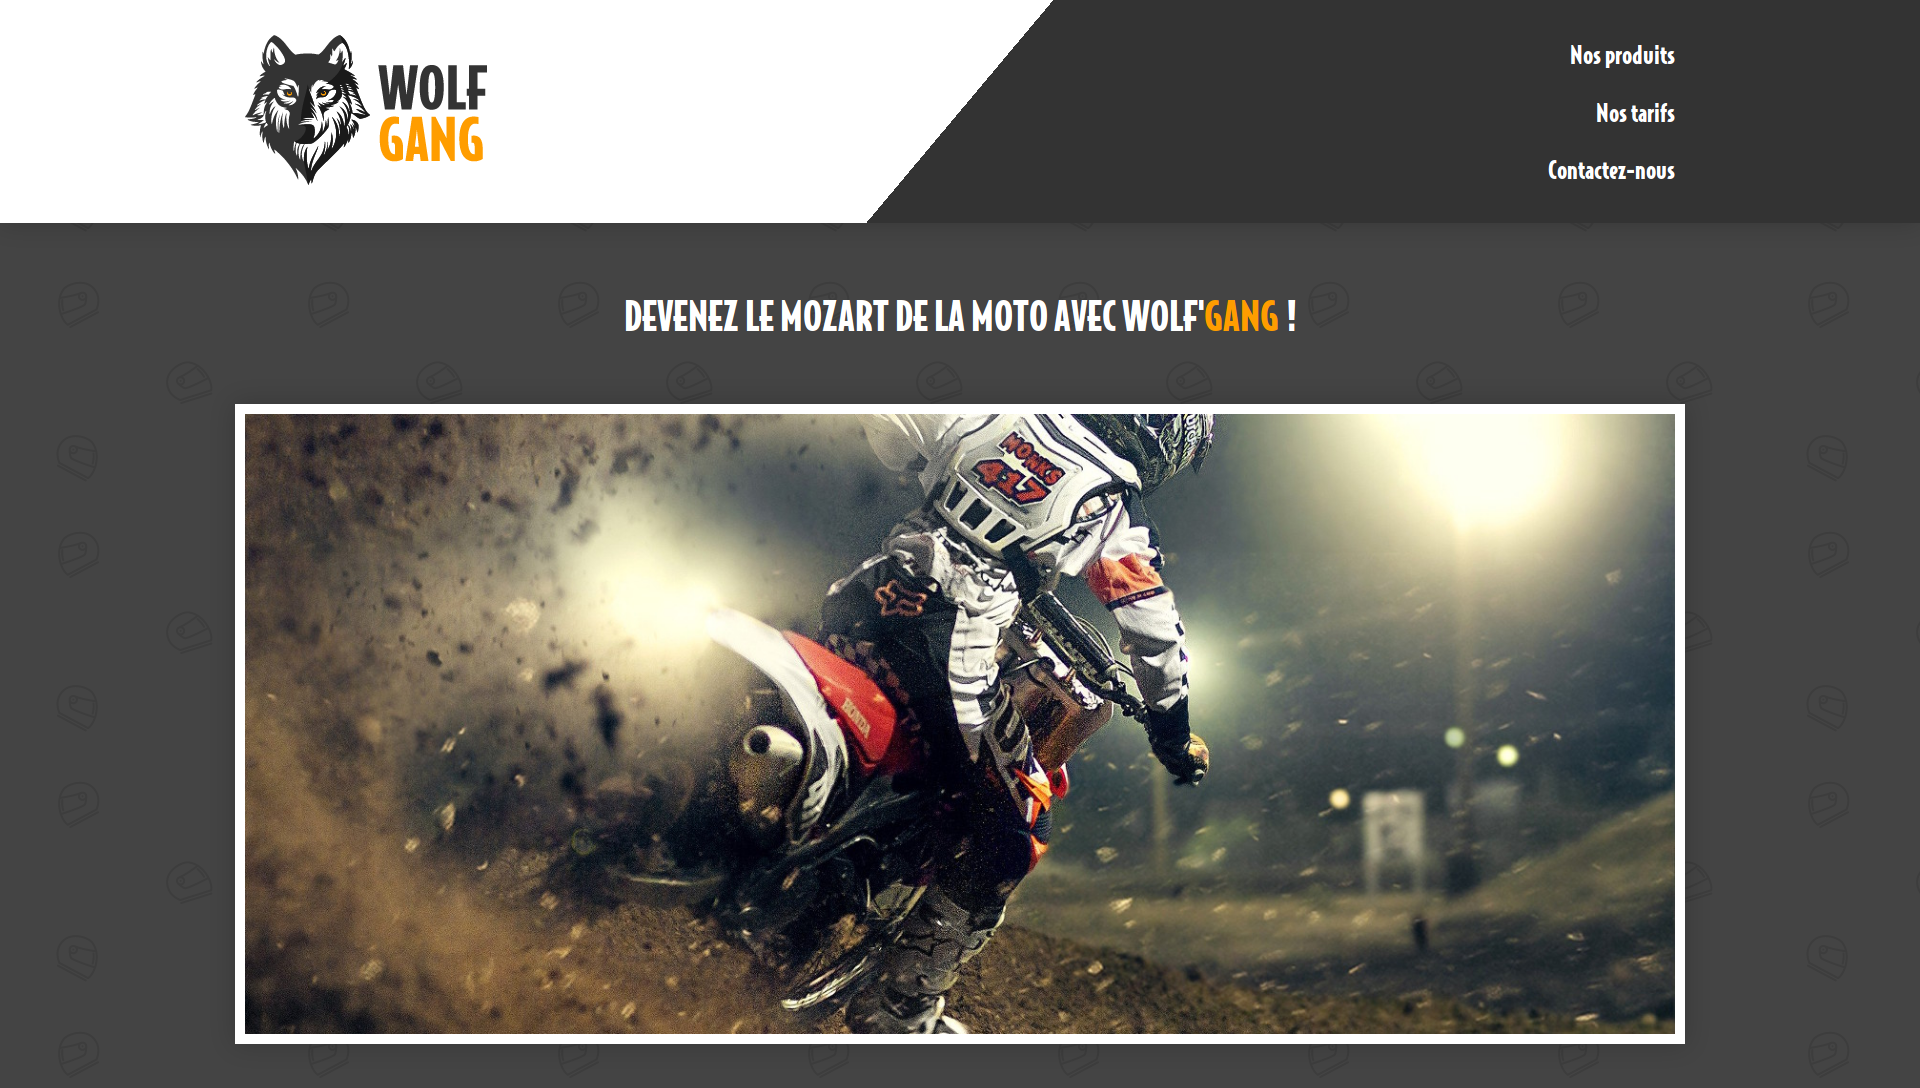 WOLF
GANG
Nos produits
Nos tarifs
Contactez-nous
DEVENEZ LE MOZART DE LA MOTO AVEC WOLF'GANG !
MONKS
417
HONDA